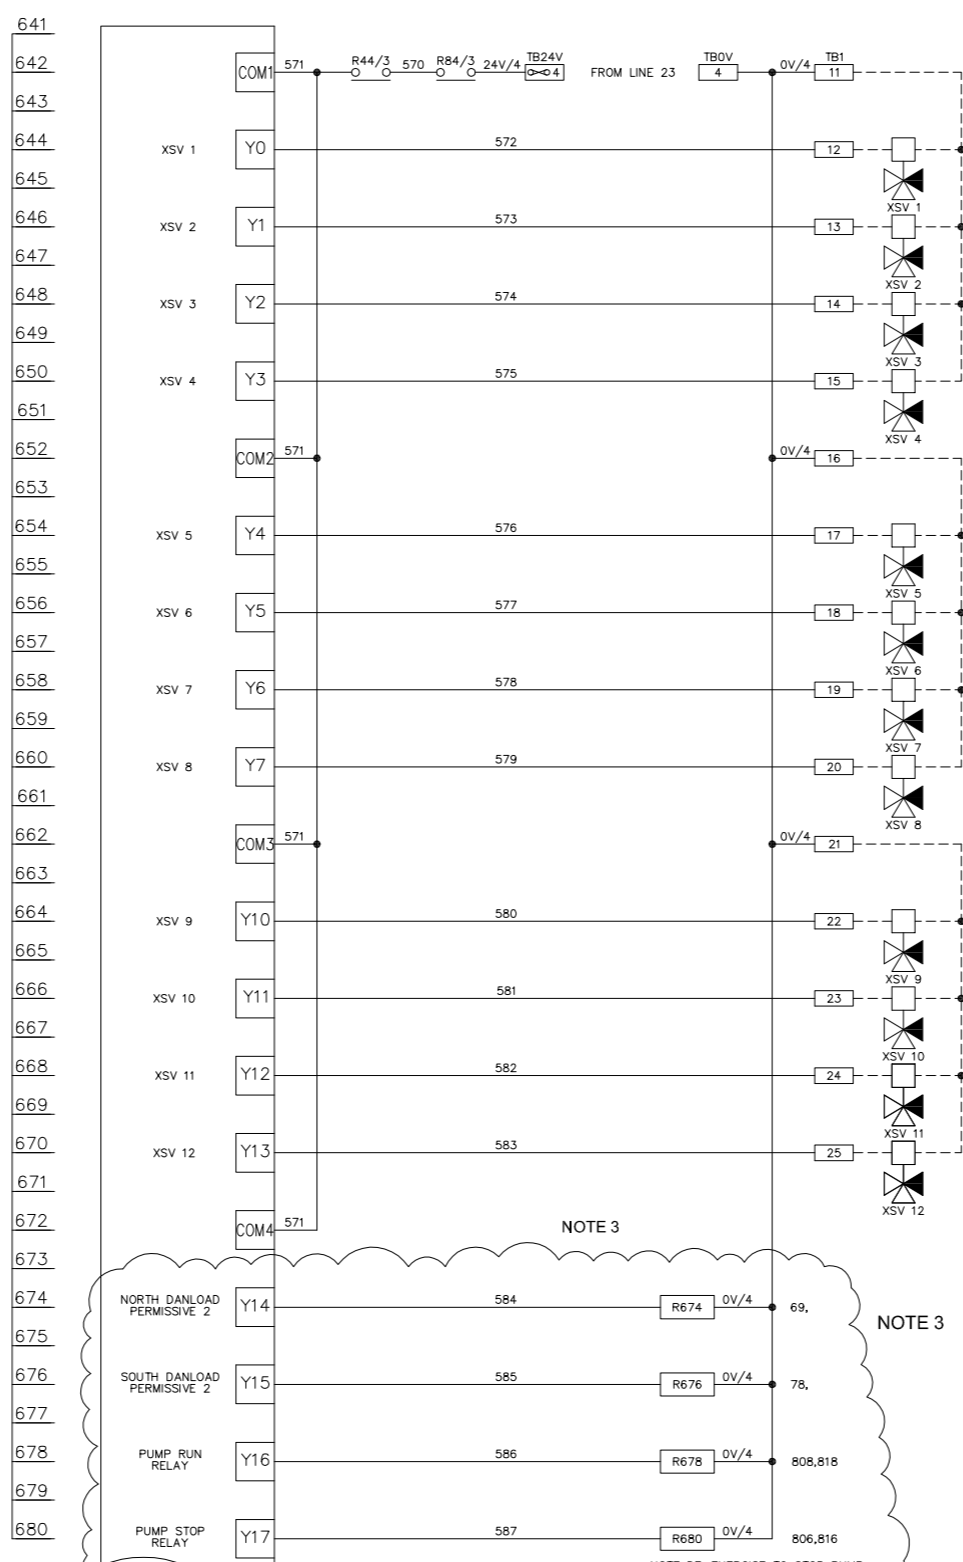 641
642 COM1 571 R44/3 570 R84/3 24V/4 TB24V 4 FROM LINE 23 TB0V 4 0V/4 TB1 11
643
644 XSV 1 Y0 572 12
645 XSV 1
646 XSV 2 Y1 573 13
647 XSV 2
648 XSV 3 Y2 574 14
649 XSV 3
650 XSV 4 Y3 575 15
651 XSV 4
652 COM2 571 0V/4 16
653
654 XSV 5 Y4 576 17
655 XSV 5
656 XSV 6 Y5 577 18
657 XSV 6
658 XSV 7 Y6 578 19
659 XSV 7
660 XSV 8 Y7 579 20
661 XSV 8
662 COM3 571 0V/4 21
663
664 XSV 9 Y10 580 22
665 XSV 9
666 XSV 10 Y11 581 23
667 XSV 10
668 XSV 11 Y12 582 24
669 XSV 11
670 XSV 12 Y13 583 25
671 XSV 12
672 COM4 571 NOTE 3
673
674 NORTH DANLOAD
PERMISSIVE 2 Y14 584 R674 0V/4 69, NOTE 3
675
676 SOUTH DANLOAD
PERMISSIVE 2 Y15 585 R676 0V/4 78,
677
678 PUMP RUN
RELAY Y16 586 R678 0V/4 808,818
679
680 PUMP STOP
RELAY Y17 587 R680 0V/4 806,816